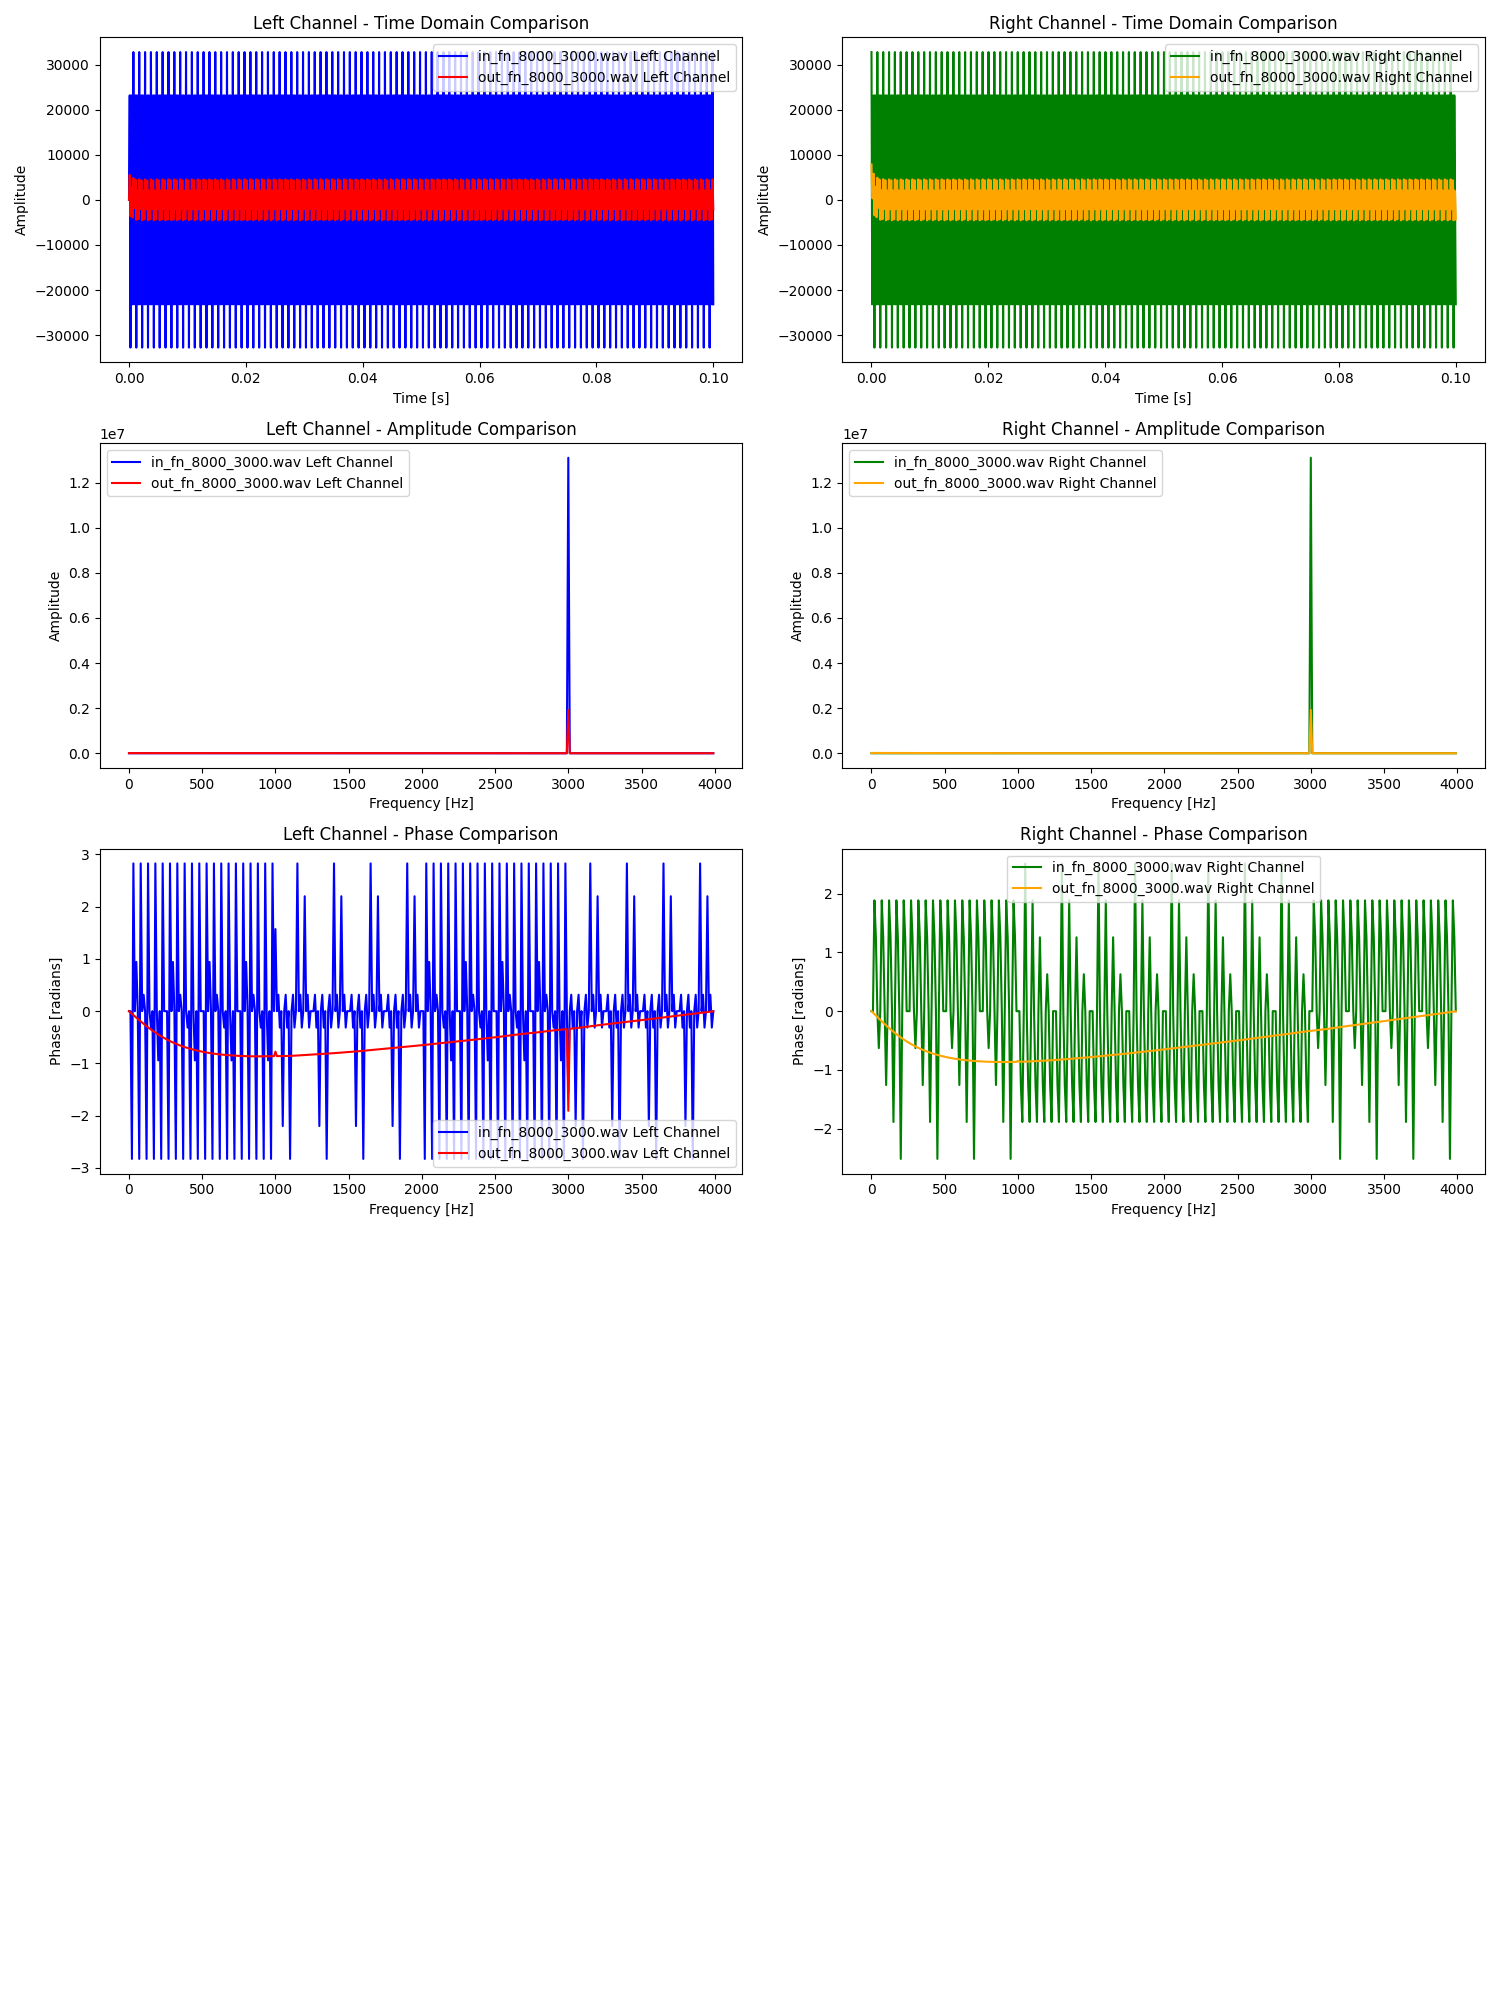 Left Channel - Time Domain Comparison
in_fn_8000_3000.wav Left Channel
out_fn_8000_3000.wav Left Channel
Amplitude
30000
20000
10000
0
−10000
−20000
−30000
0.00 0.02 0.04 0.06 0.08 0.10
Time [s]
Right Channel - Time Domain Comparison
in_fn_8000_3000.wav Right Channel
out_fn_8000_3000.wav Right Channel
Amplitude
30000
20000
10000
0
−10000
−20000
−30000
0.00 0.02 0.04 0.06 0.08 0.10
Time [s]
Left Channel - Amplitude Comparison
1e7
in_fn_8000_3000.wav Left Channel
out_fn_8000_3000.wav Left Channel
Amplitude
1.2
1.0
0.8
0.6
0.4
0.2
0.0
0 500 1000 1500 2000 2500 3000 3500 4000
Frequency [Hz]
Right Channel - Amplitude Comparison
1e7
in_fn_8000_3000.wav Right Channel
out_fn_8000_3000.wav Right Channel
Amplitude
1.2
1.0
0.8
0.6
0.4
0.2
0.0
0 500 1000 1500 2000 2500 3000 3500 4000
Frequency [Hz]
Left Channel - Phase Comparison
Phase [radians]
3
2
1
0
−1
−2
−3
in_fn_8000_3000.wav Left Channel
out_fn_8000_3000.wav Left Channel
0 500 1000 1500 2000 2500 3000 3500 4000
Frequency [Hz]
Right Channel - Phase Comparison
in_fn_8000_3000.wav Right Channel
out_fn_8000_3000.wav Right Channel
Phase [radians]
2
1
0
−1
−2
0 500 1000 1500 2000 2500 3000 3500 4000
Frequency [Hz]